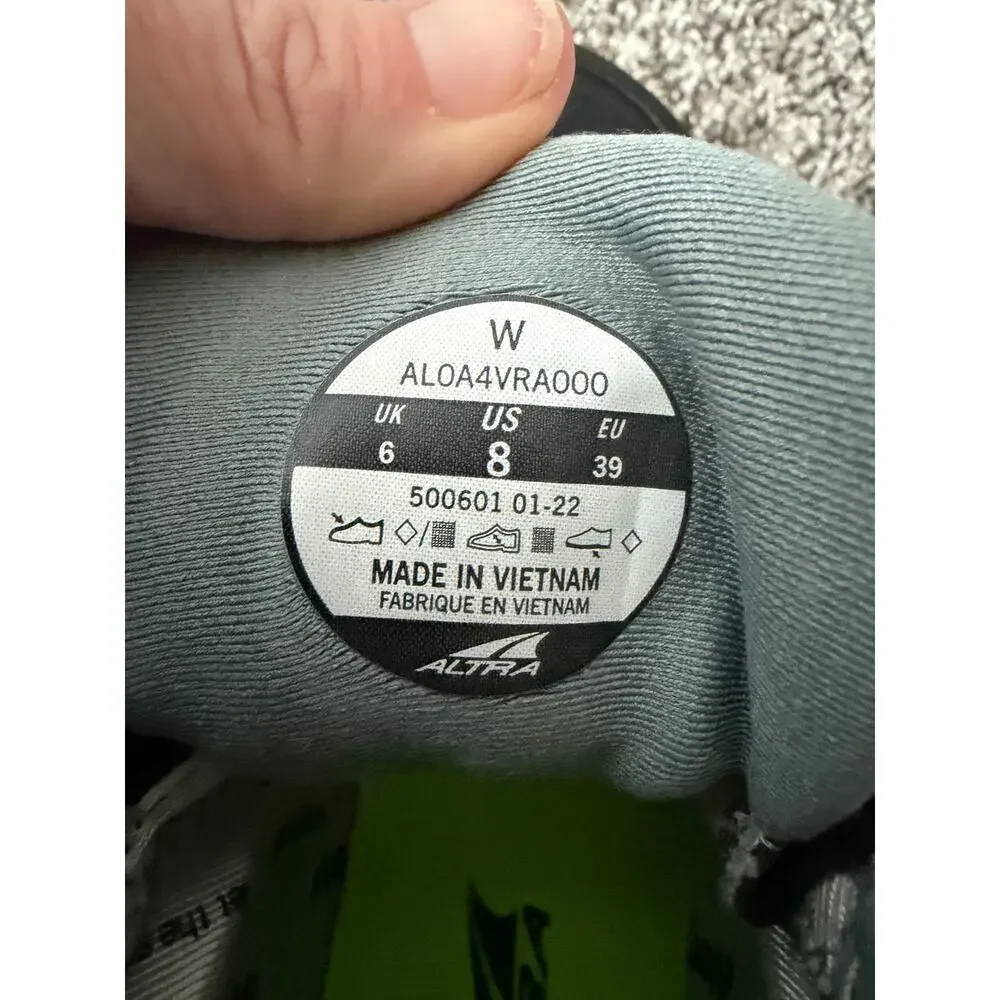 W
AL0A4VRA000
UK US EU
6 8 39
500601 01-22
MADE IN VIETNAM
FABRIQUE EN VIETNAM
ALTRA